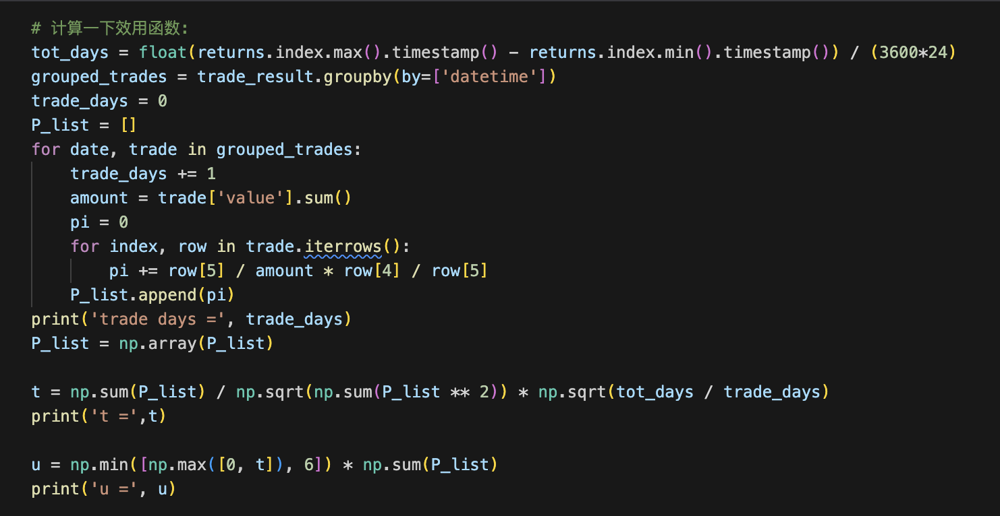 # 计算一下效用函数:
tot_days = float(returns.index.max().timestamp() - returns.index.min().timestamp()) / (3600*24)
grouped_trades = trade_result.groupby(by=['datetime'])
trade_days = 0
P_list = []
for date, trade in grouped_trades:
    trade_days += 1
    amount = trade['value'].sum()
    pi = 0
    for index, row in trade.iterrows():
        pi += row[5] / amount * row[4] / row[5]
    P_list.append(pi)
print('trade days =', trade_days)
P_list = np.array(P_list)

t = np.sum(P_list) / np.sqrt(np.sum(P_list ** 2)) * np.sqrt(tot_days / trade_days)
print('t =',t)

u = np.min([np.max([0, t]), 6]) * np.sum(P_list)
print('u =', u)